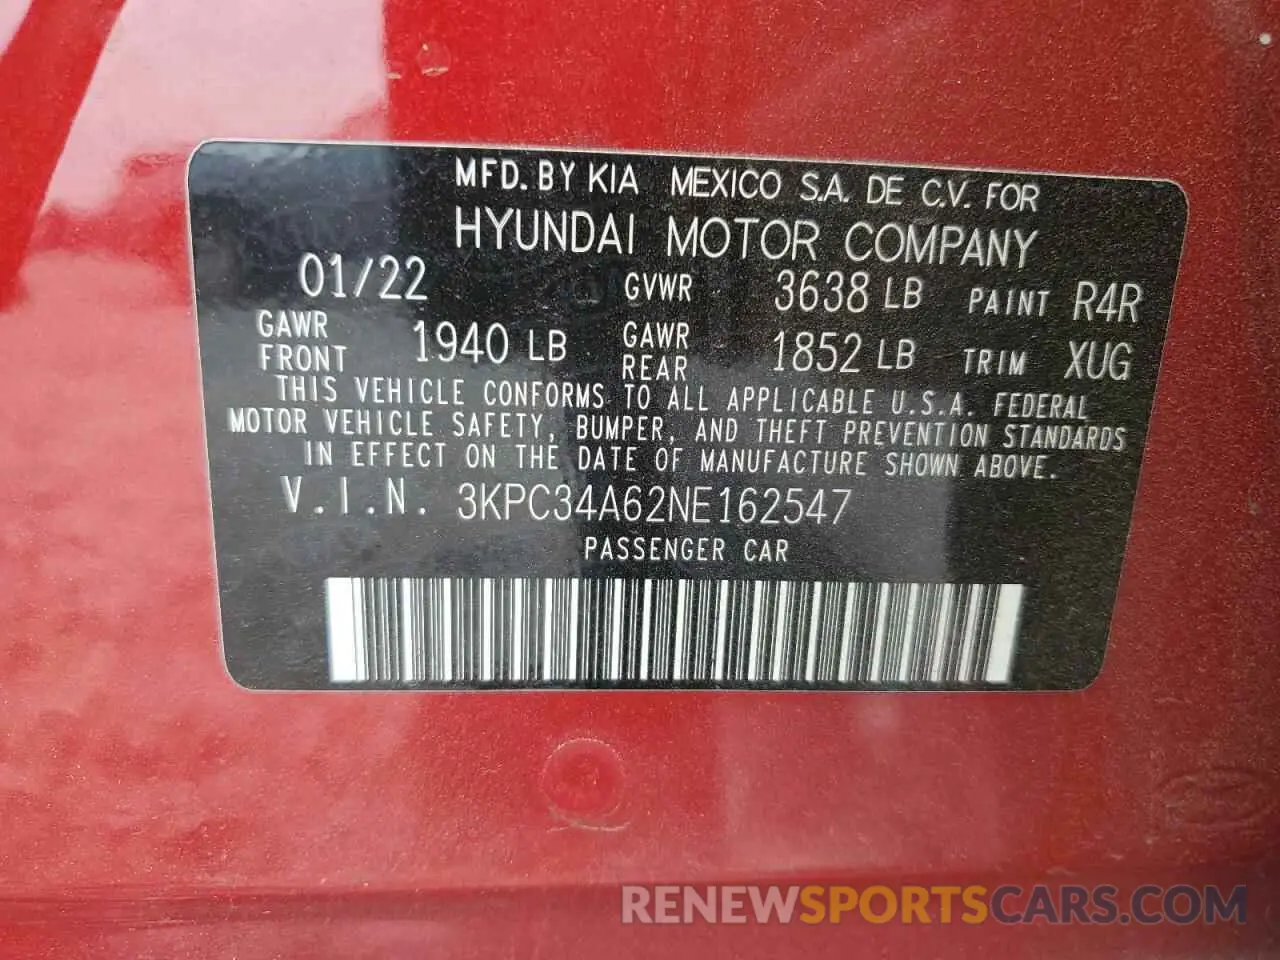 MFD. BY KIA MEXICO S.A. DE C.V. FOR
HYUNDAI MOTOR COMPANY
01/22 GVWR 3638 LB PAINT R4R
GAWR FRONT 1940 LB GAWR REAR 1852 LB TRIM XUG
THIS VEHICLE CONFORMS TO ALL APPLICABLE U.S.A. FEDERAL
MOTOR VEHICLE SAFETY, BUMPER, AND THEFT PREVENTION STANDARDS
IN EFFECT ON THE DATE OF MANUFACTURE SHOWN ABOVE.
V.I.N. 3KPC34A62NE162547
PASSENGER CAR
RENEWSPORTSCARS.COM